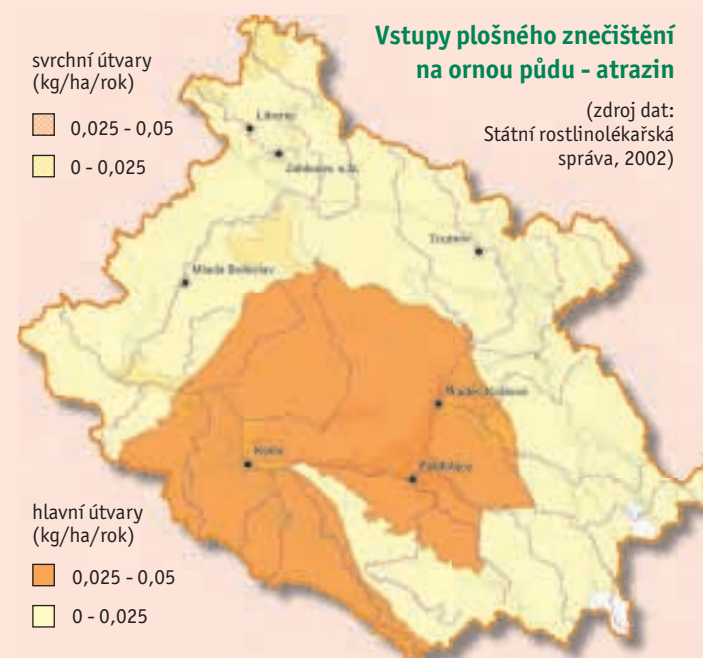 Vstupy plošného znečištění
na ornou půdu - atrazin
(zdroj dat:
Státní rostlinolékařská
správa, 2002)
svrchní útvary
(kg/ha/rok)
0,025 - 0,05
0 - 0,025
Liberec
Jablonec n.N.
Trutnov
Mladá Boleslav
Hradec Králové
Kolín
Pardubice
hlavní útvary
(kg/ha/rok)
0,025 - 0,05
0 - 0,025